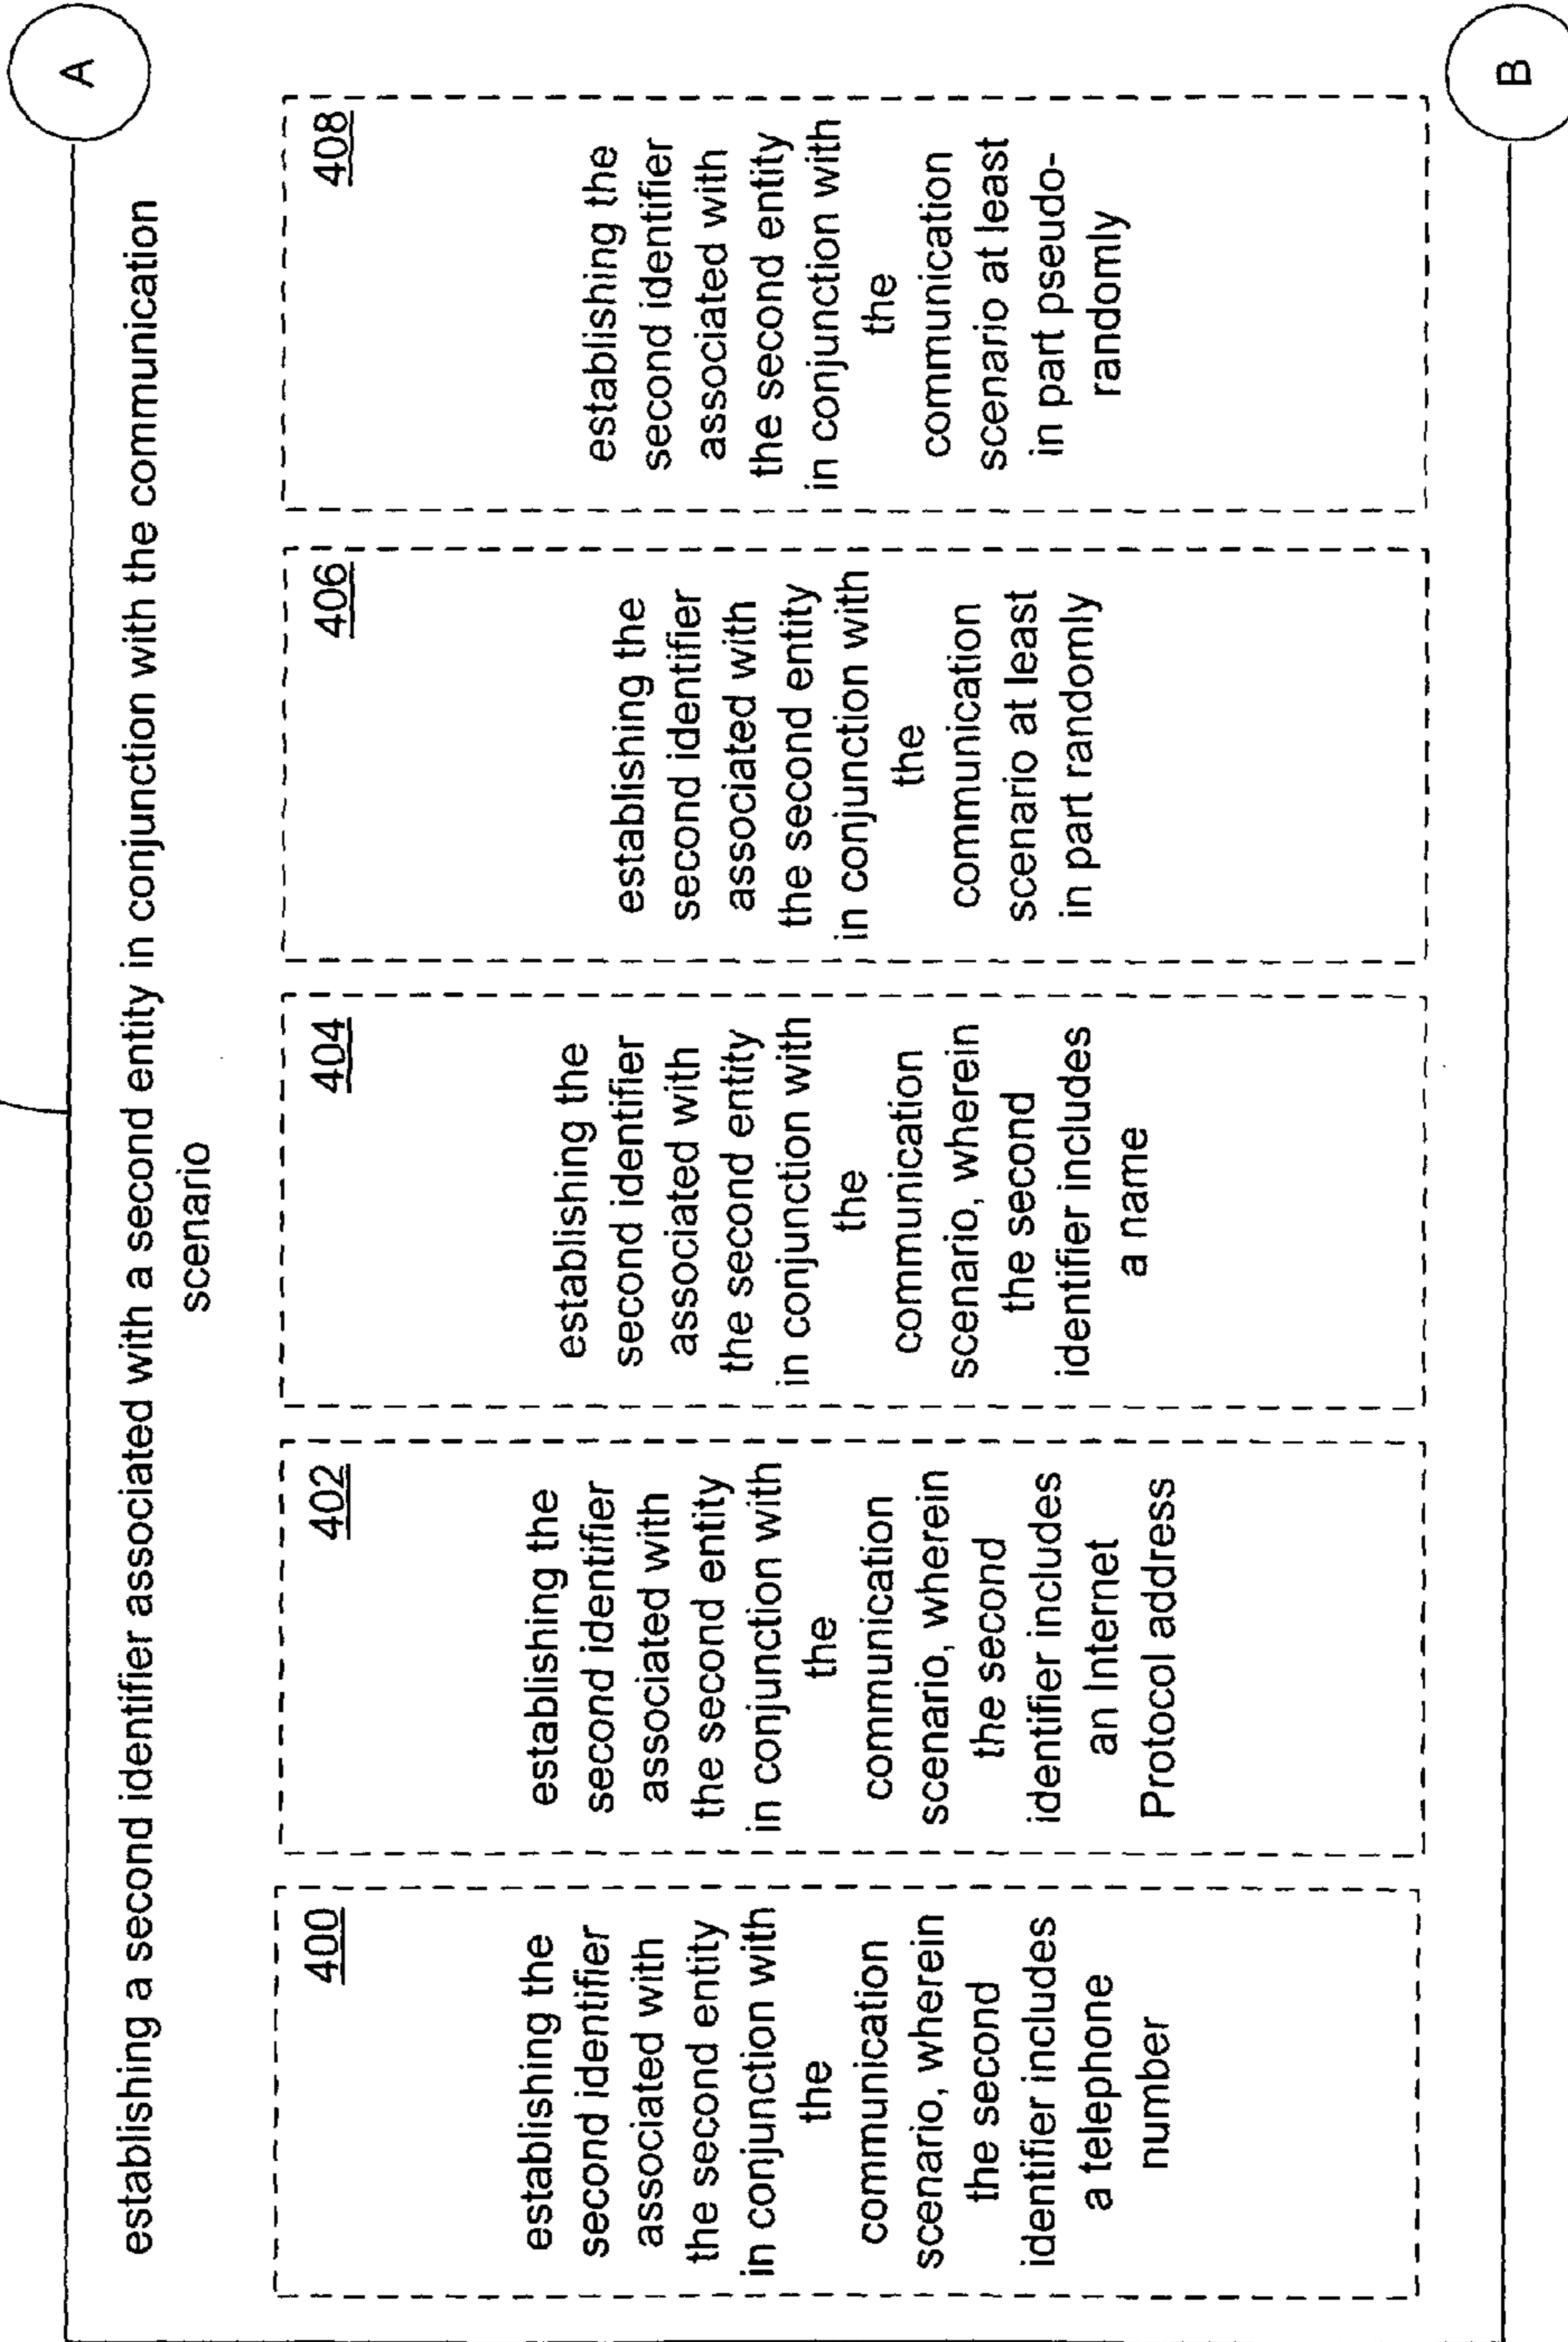 establishing a second identifier associated with a second entity in conjunction with the communication
scenario
400
establishing the
second identifier
associated with
the second entity
in conjunction with
the
communication
scenario, wherein
the second
identifier includes
a telephone
number
402
establishing the
second identifier
associated with
the second entity
in conjunction with
the
communication
scenario, wherein
the second
identifier includes
an Internet
Protocol address
404
establishing the
second identifier
associated with
the second entity
in conjunction with
the
communication
scenario, wherein
the second
identifier includes
a name
406
establishing the
second identifier
associated with
the second entity
in conjunction with
the
communication
scenario at least
in part randomly
408
establishing the
second identifier
associated with
the second entity
in conjunction with
the
communication
scenario at least
in part pseudo-
randomly
A
B